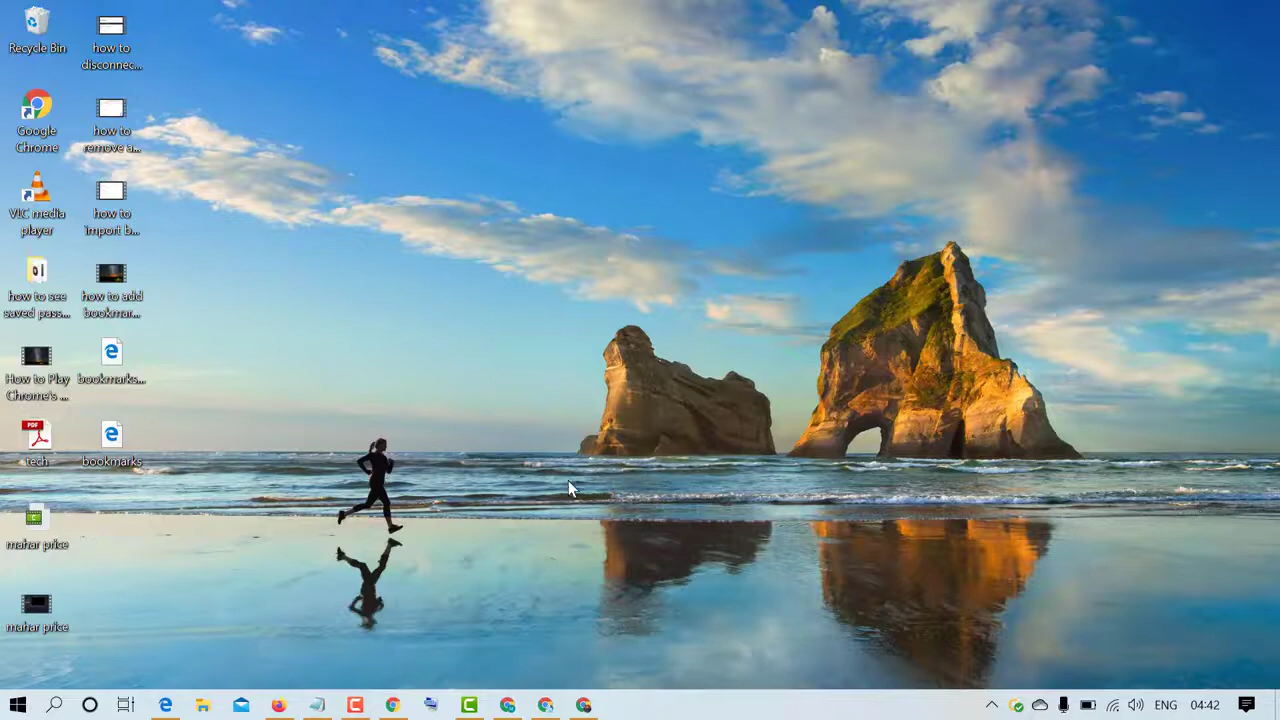 Recycle Bin
how to
disconnec...
Google
Chrome
how to
remove a...
VLC media
player
how to
import b...
how to see
saved pass...
how to add
bookmar...
How to Play
Chrome's ...
bookmarks...
PDF
tech
bookmarks
mahar price
mahar price
ENG
04:42